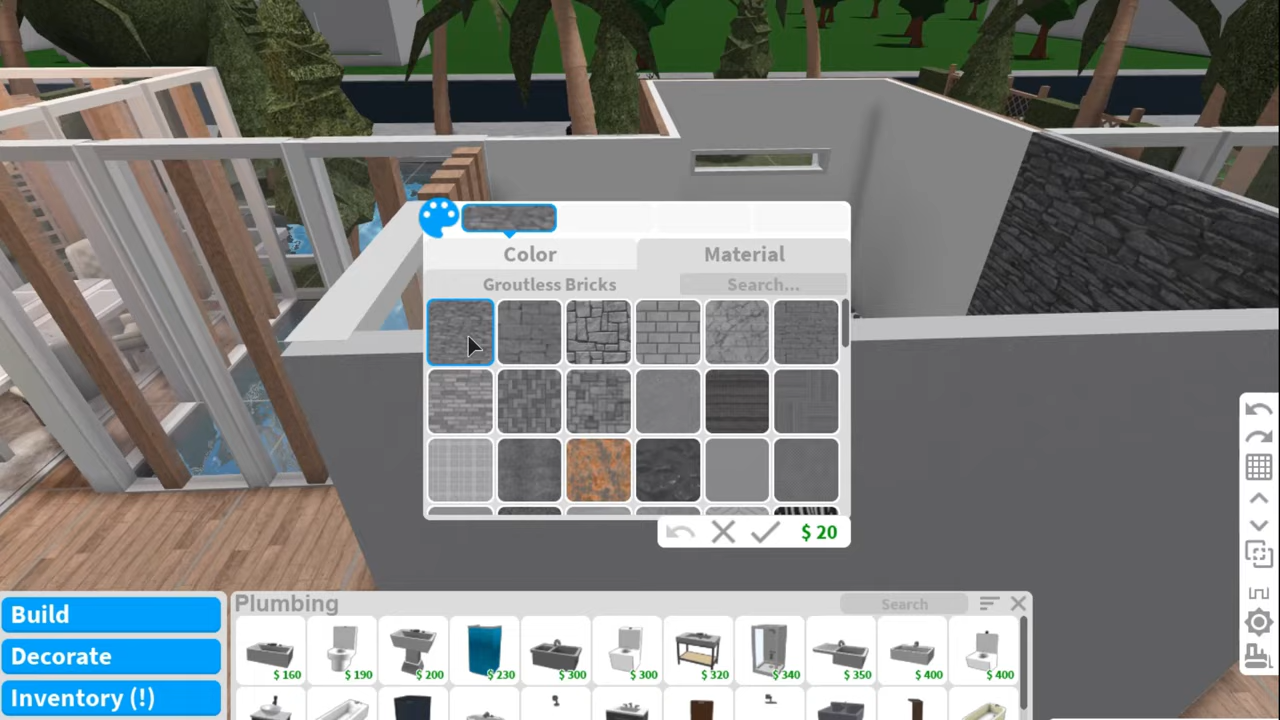 Color
Material
Groutless Bricks
Search...
$ 20
Build
Decorate
Inventory (!)
Plumbing
Search
$ 160
$ 190
$ 200
$ 230
$ 300
$ 300
$ 320
$ 340
$ 350
$ 400
$ 400